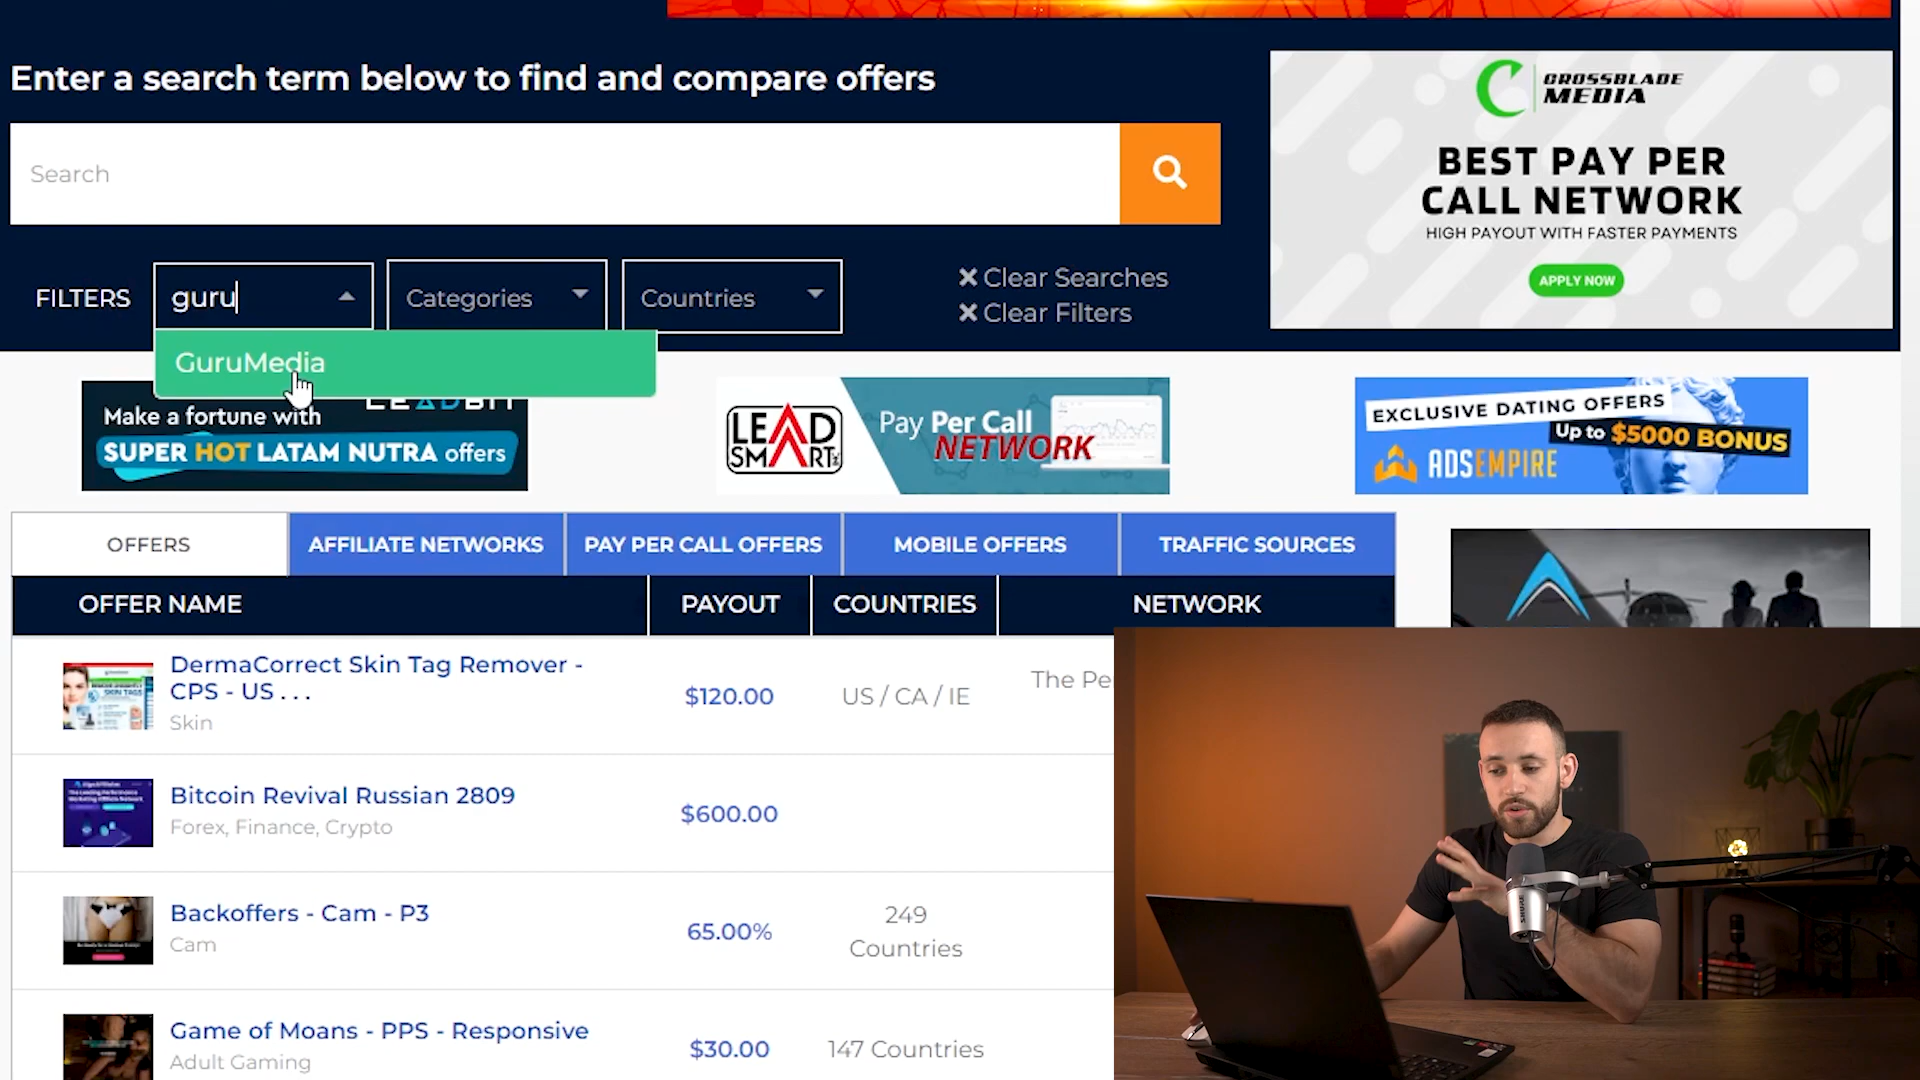 Enter a search term below to find and compare offers
Search
FILTERS
guru
Categories
Countries
Clear Searches
Clear Filters
GuruMedia
CROSSBLADE
MEDIA
BEST PAY PER
CALL NETWORK
HIGH PAYOUT WITH FASTER PAYMENTS
APPLY NOW
LEADBIT
Make a fortune with
SUPER HOT LATAM NUTRA offers
LEAD
SMART
Pay Per Call
NETWORK
EXCLUSIVE DATING OFFERS
Up to $5000 BONUS
ADSEMPIRE
OFFERS
AFFILIATE NETWORKS
PAY PER CALL OFFERS
MOBILE OFFERS
TRAFFIC SOURCES
OFFER NAME
PAYOUT
COUNTRIES
NETWORK
DermaCorrect Skin Tag Remover -
CPS - US . . .
Skin
$120.00
US / CA / IE
The Pe
Bitcoin Revival Russian 2809
Forex, Finance, Crypto
$600.00
Backoffers - Cam - P3
Cam
65.00%
249
Countries
Game of Moans - PPS - Responsive
Adult Gaming
$30.00
147 Countries
SHURE